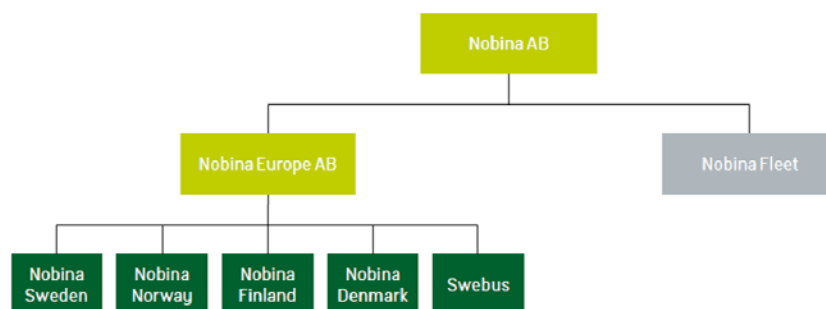 Nobina AB
Nobina Europe AB
Nobina Fleet
Nobina
Sweden
Nobina
Norway
Nobina
Finland
Nobina
Denmark
Swebus